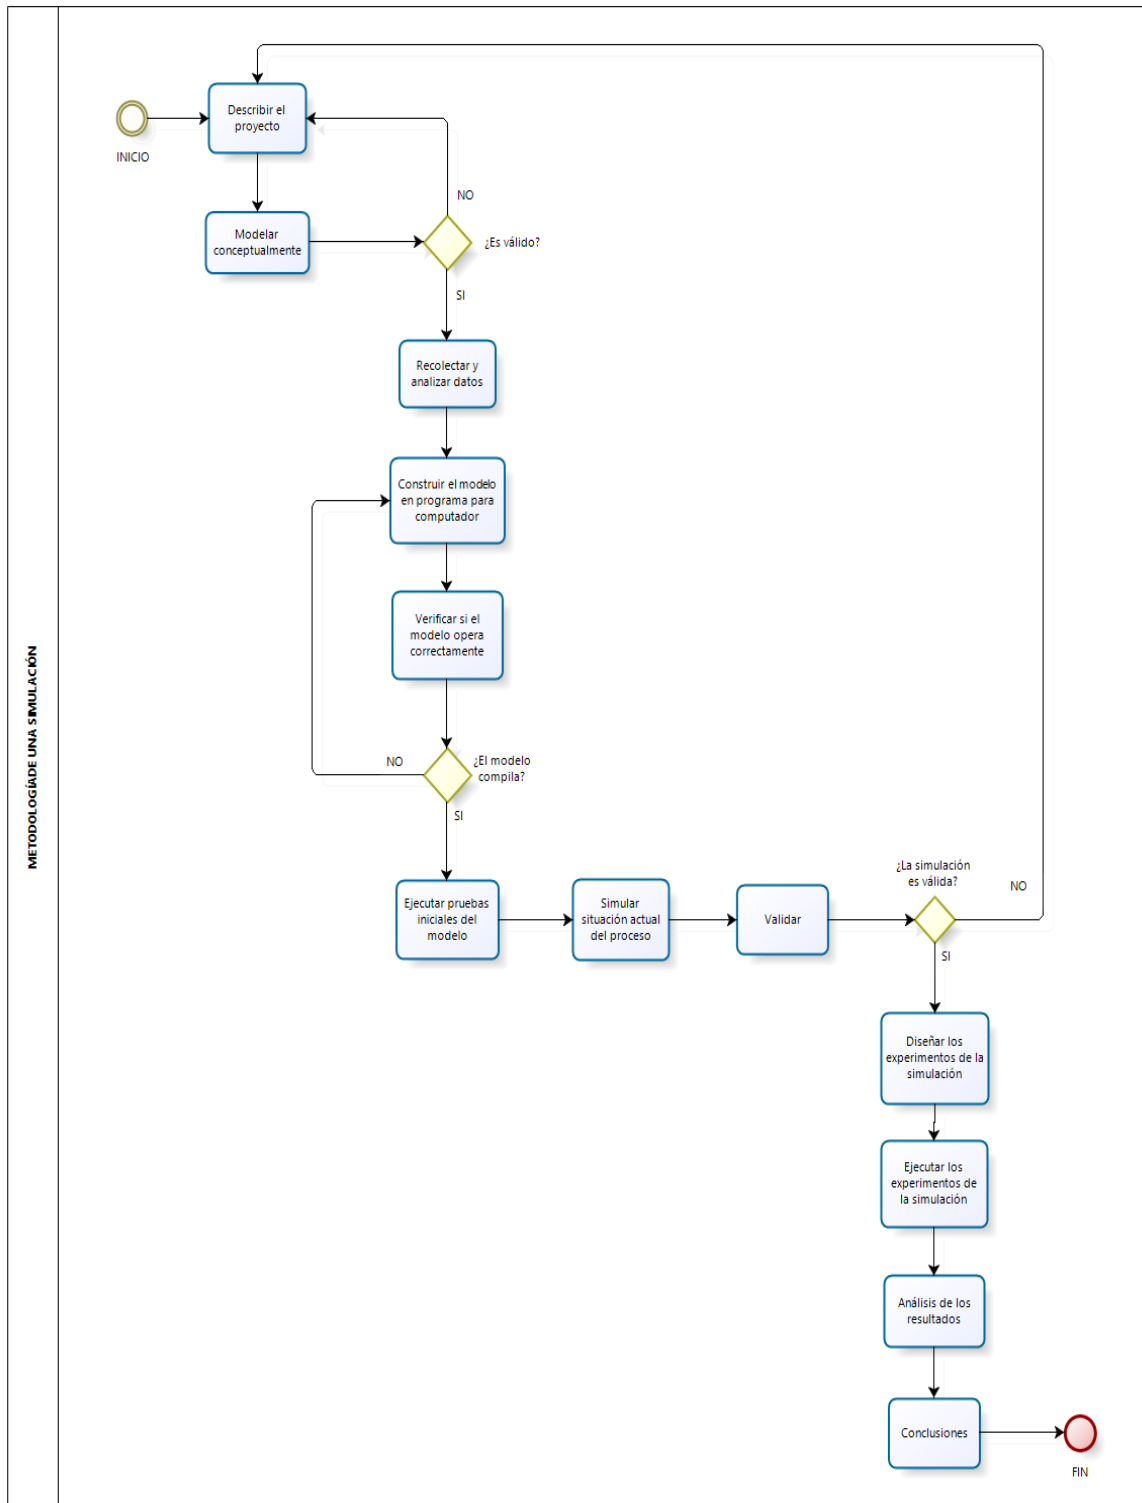 METODOLOGÍADE UNA SIMULACIÓN
Describir el
proyecto
INICIO
NO
Modelar
conceptualmente
¿Es válido?
SI
Recolectar y
analizar datos
Construir el modelo
en programa para
computador
Verificar si el
modelo opera
correctamente
NO
¿El modelo
compila?
SI
Ejecutar pruebas
iniciales del
modelo
Simular
situación actual
del proceso
Validar
¿La simulación
es válida?
NO
SI
Diseñar los
experimentos de la
simulación
Ejecutar los
experimentos de
la simulación
Análisis de los
resultados
Conclusiones
FIN